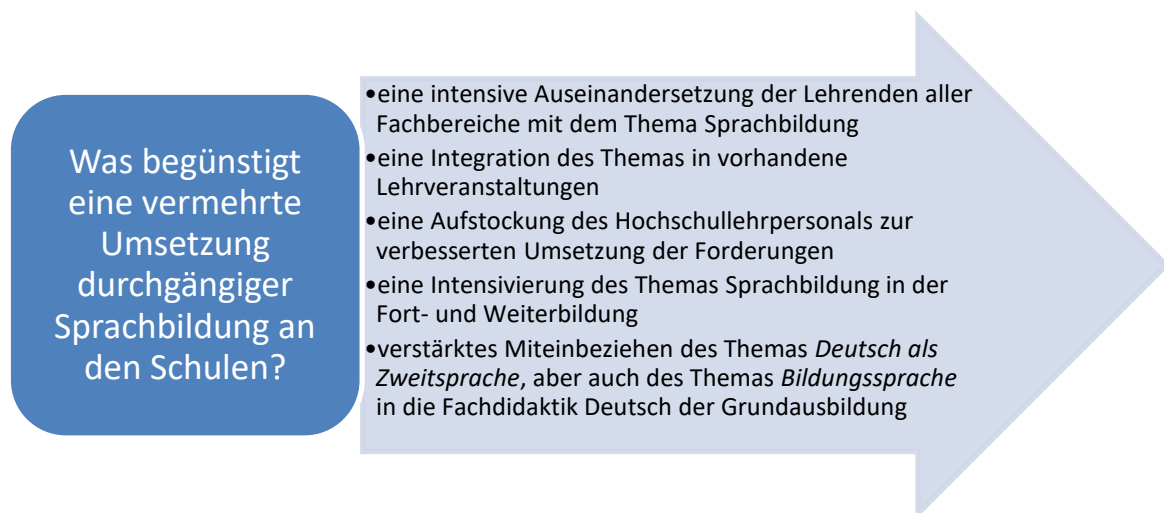 Was begünstigt
eine vermehrte
Umsetzung
durchgängiger
Sprachbildung an
den Schulen?
•eine intensive Auseinandersetzung der Lehrenden aller
Fachbereiche mit dem Thema Sprachbildung
•eine Integration des Themas in vorhandene
Lehrveranstaltungen
•eine Aufstockung des Hochschullehrpersonals zur
verbesserten Umsetzung der Forderungen
•eine Intensivierung des Themas Sprachbildung in der
Fort- und Weiterbildung
•verstärktes Miteinbeziehen des Themas Deutsch als
Zweitsprache, aber auch des Themas Bildungssprache
in die Fachdidaktik Deutsch der Grundausbildung